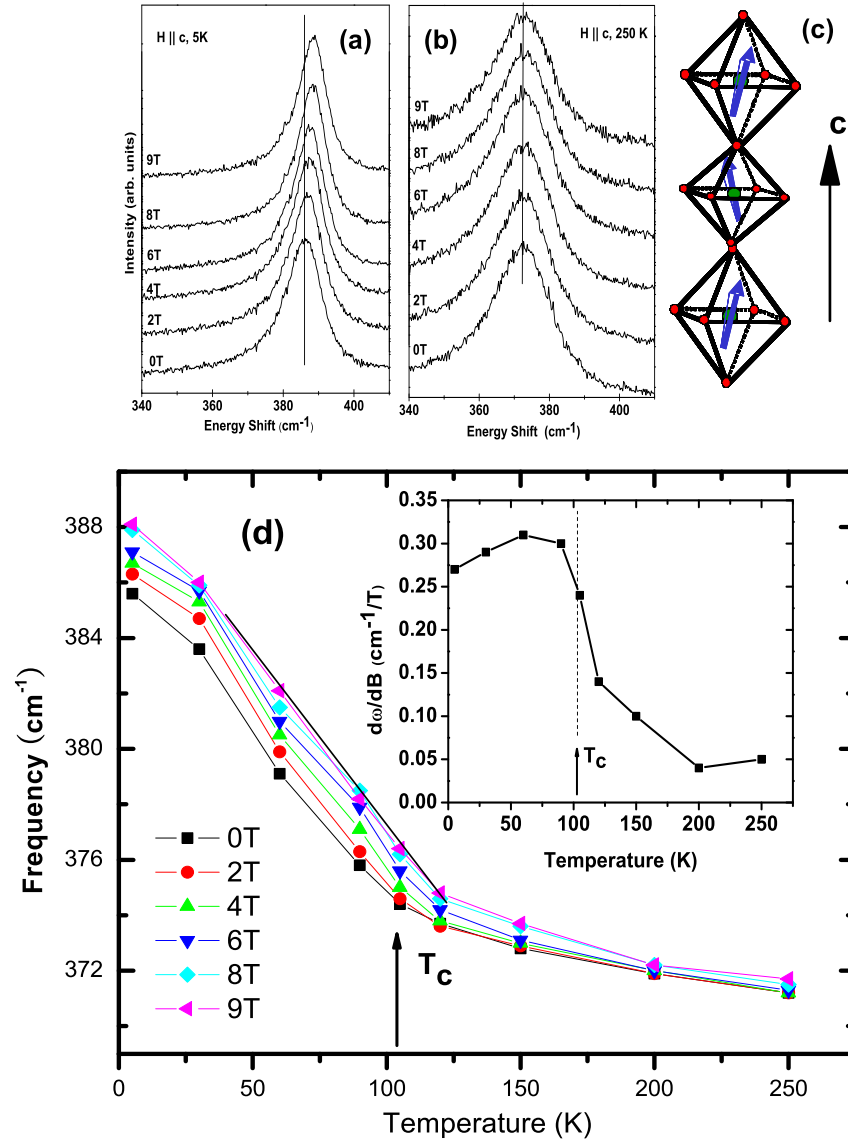 H || c, 5K
(a)
9T
8T
6T
4T
2T
0T
Intensity (arb. units)
340 360 380 400
Energy Shift (cm⁻¹)
(b)
H || c, 250 K
9T
8T
6T
4T
2T
0T
340 360 380 400
Energy Shift (cm⁻¹)
(c)
c
(d)
388
384
380
376
372
Frequency (cm⁻¹)
0T
2T
4T
6T
8T
9T
Tc
0 50 100 150 200 250
Temperature (K)
0.35
0.30
0.25
0.20
0.15
0.10
0.05
0.00
dω/dB (cm⁻¹/T)
Tc
0 50 100 150 200 250
Temperature (K)